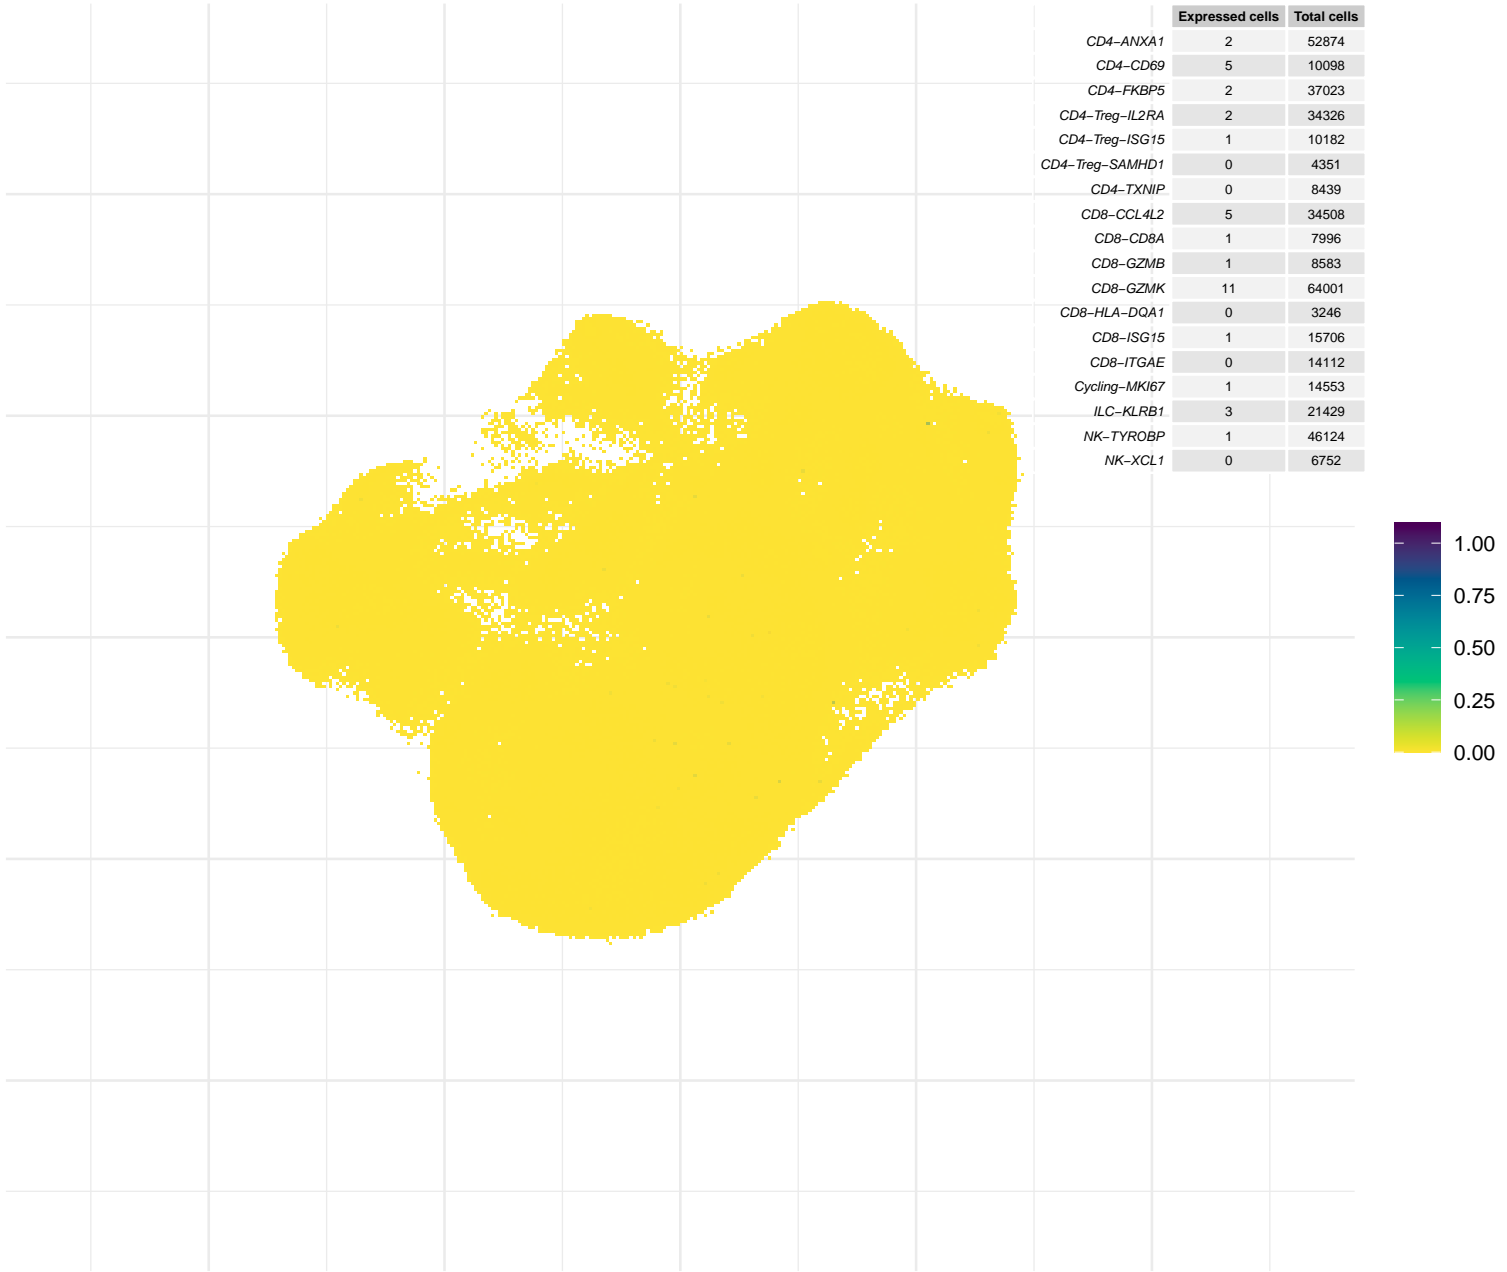 Expressed cells Total cells
CD4−ANXA1 2 52874
CD4−CD69 5 10098
CD4−FKBP5 2 37023
CD4−Treg−IL2RA 2 34326
CD4−Treg−ISG15 1 10182
CD4−Treg−SAMHD1 0 4351
CD4−TXNIP 0 8439
CD8−CCL4L2 5 34508
CD8−CD8A 1 7996
CD8−GZMB 1 8583
CD8−GZMK 11 64001
CD8−HLA−DQA1 0 3246
CD8−ISG15 1 15706
CD8−ITGAE 0 14112
Cycling−MKI67 1 14553
ILC−KLRB1 3 21429
NK−TYROBP 1 46124
NK−XCL1 0 6752
1.00
0.75
0.50
0.25
0.00